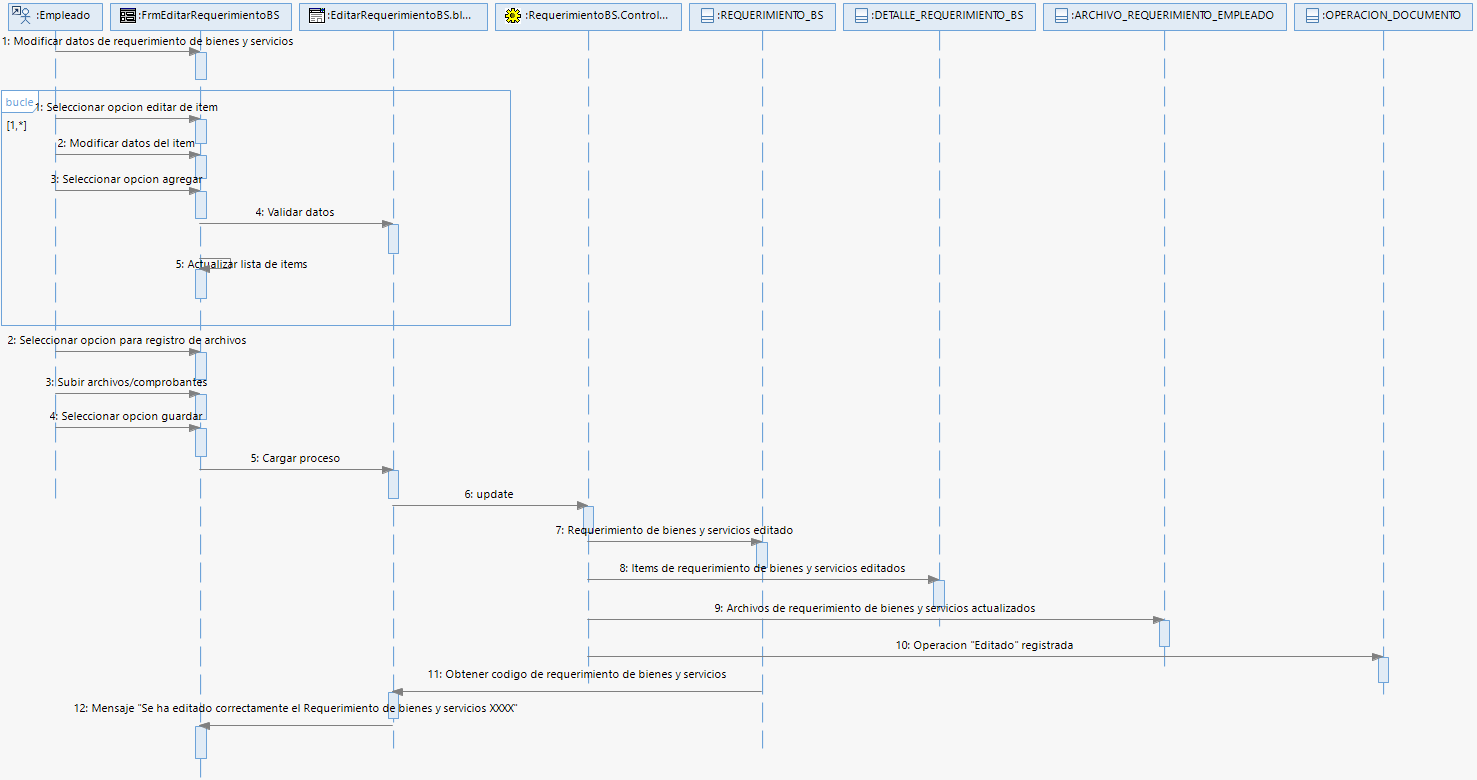 :Empleado
:FrmEditarRequerimientoBS
:EditarRequerimientoBS.bl...
:RequerimientoBS.Control...
:REQUERIMIENTO_BS
:DETALLE_REQUERIMIENTO_BS
:ARCHIVO_REQUERIMIENTO_EMPLEADO
:OPERACION_DOCUMENTO
1: Modificar datos de requerimiento de bienes y servicios
bucle
1: Seleccionar opcion editar de item
[1,*]
2: Modificar datos del item
3: Seleccionar opcion agregar
4: Validar datos
5: Actualizar lista de items
2: Seleccionar opcion para registro de archivos
3: Subir archivos/comprobantes
4: Seleccionar opcion guardar
5: Cargar proceso
6: update
7: Requerimiento de bienes y servicios editado
8: Items de requerimiento de bienes y servicios editados
9: Archivos de requerimiento de bienes y servicios actualizados
10: Operacion "Editado" registrada
11: Obtener codigo de requerimiento de bienes y servicios
12: Mensaje "Se ha editado correctamente el Requerimiento de bienes y servicios XXXX"